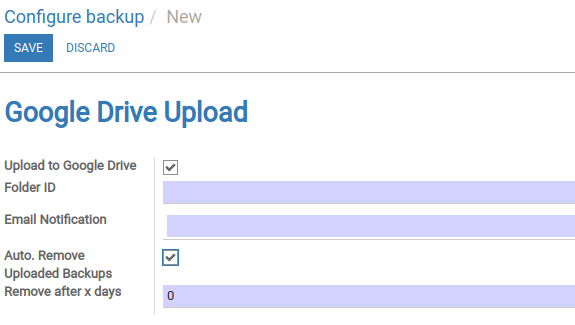 Configure backup / New
SAVE DISCARD
Google Drive Upload
Upload to Google Drive
Folder ID
Email Notification
Auto. Remove
Uploaded Backups
Remove after x days 0